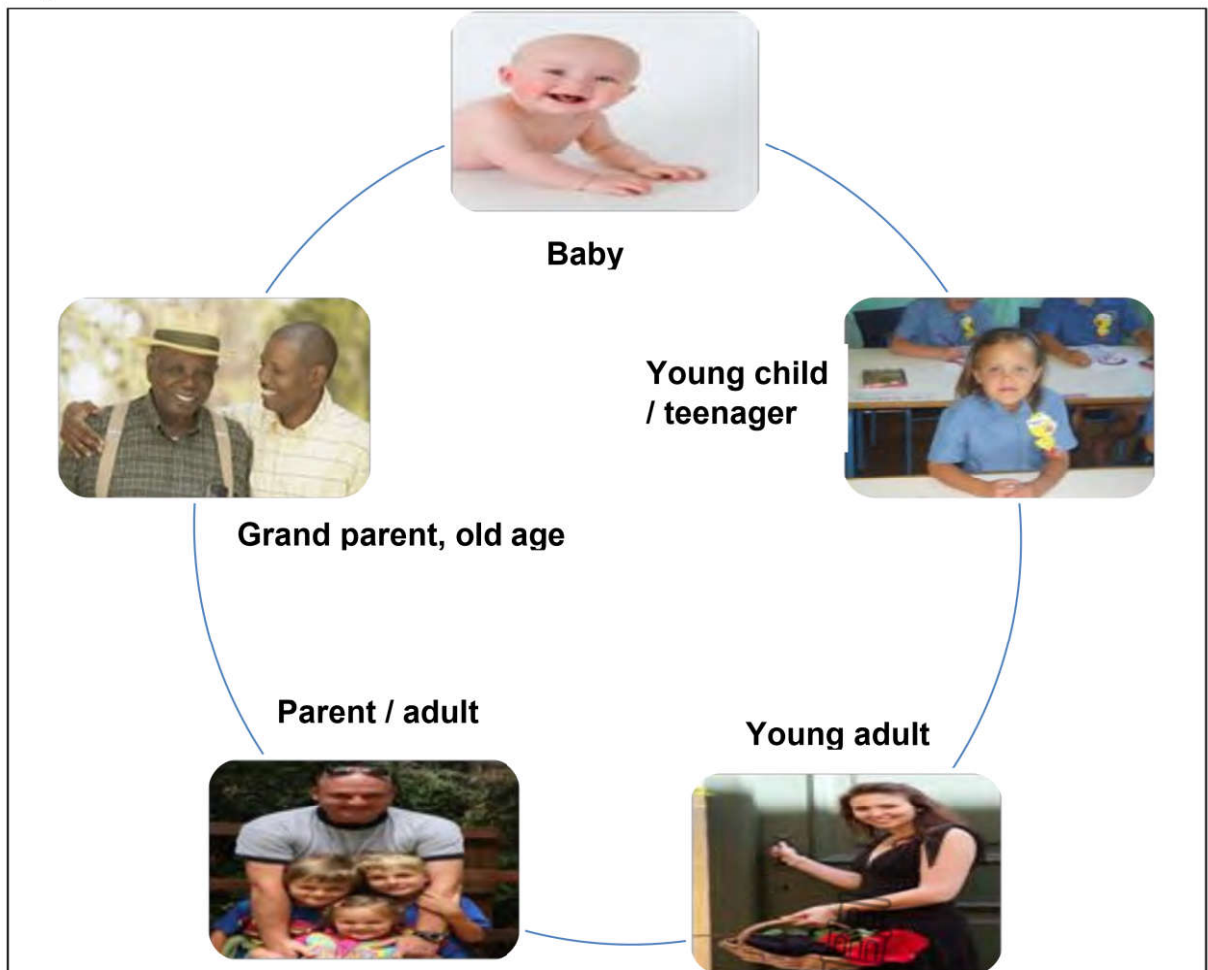 Baby
Young child
/ teenager
Grand parent, old age
Parent / adult
Young adult